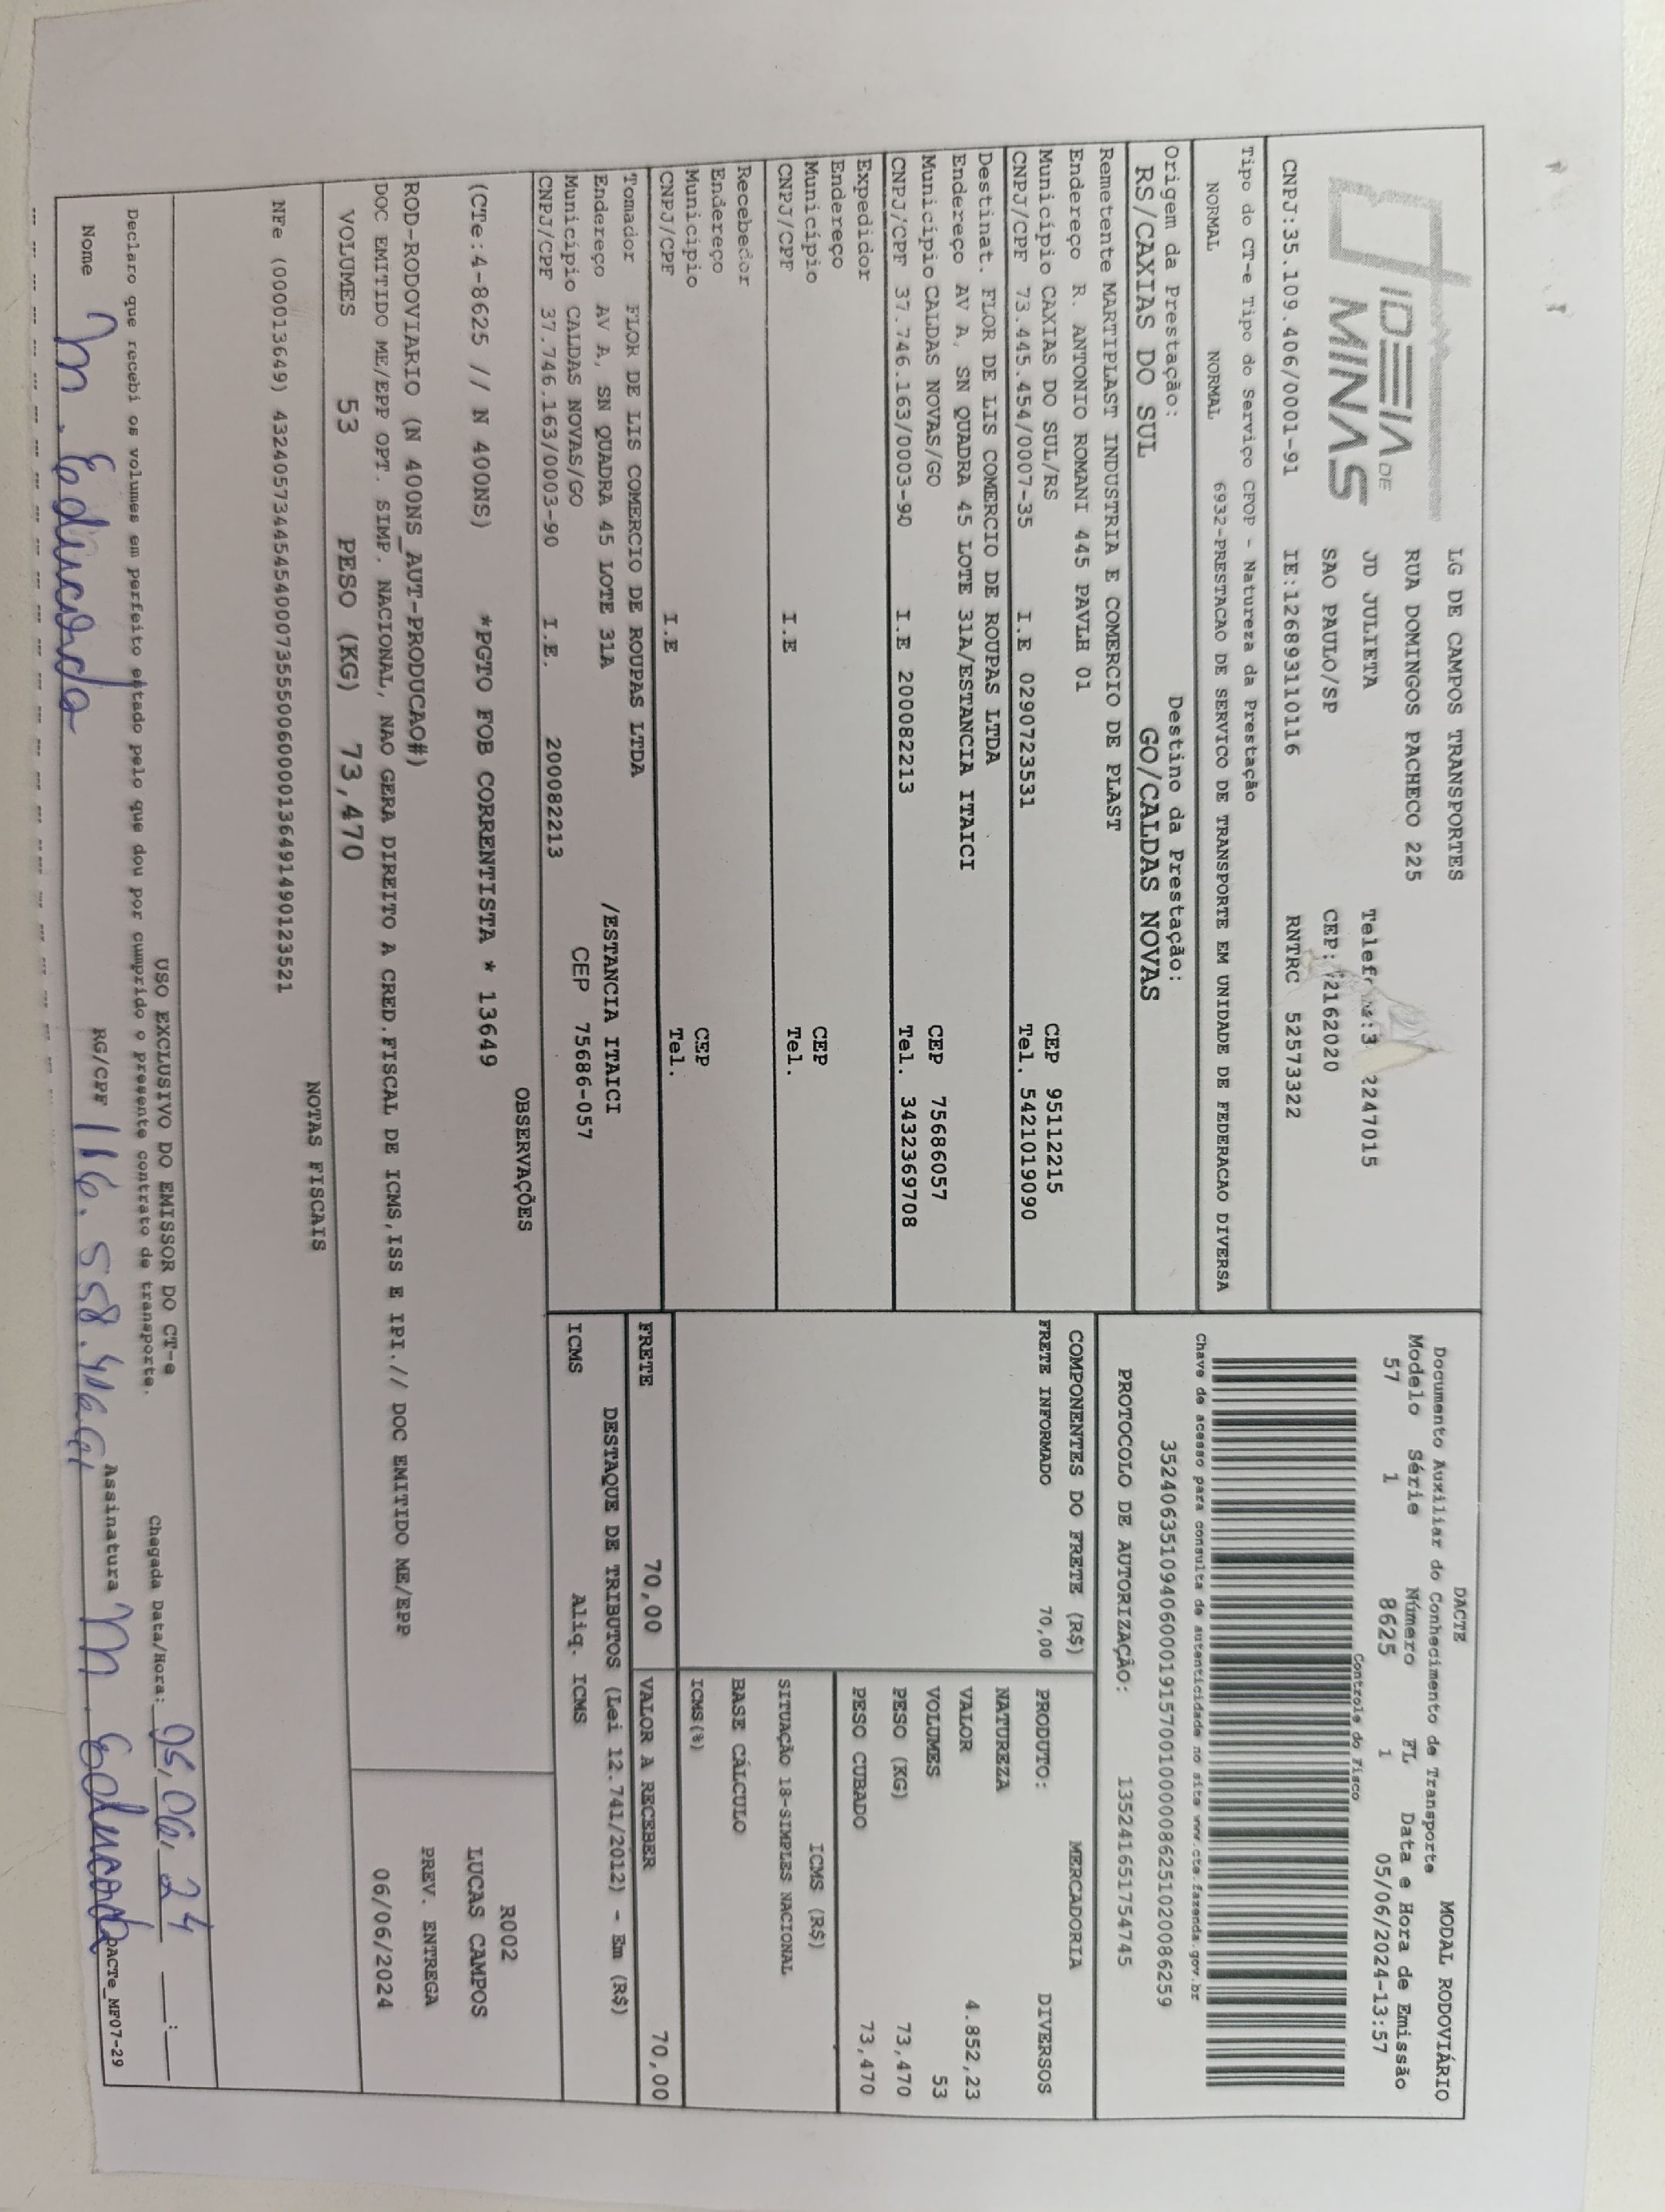 IDEIA DE
MINAS
LG DE CAMPOS TRANSPORTES
RUA DOMINGOS PACHECO 225
JD JULIETA 2247015
SAO PAULO/SP CEP: 2162020
CNPJ:35.109.406/0001-91 IE:126893110116 RNTRC 52573322
DACTE MODAL RODOVIÁRIO
Documento Auxiliar do Conhecimento de Transporte
Modelo Série Número FL Data e Hora de Emissão
57 1 8625 1 05/06/2024-13:57
Controle do Fisco
Chave de acesso para consulta de autenticidade no site www.cte.fazenda.gov.br
35240635109406000191570010000086251020086259
PROTOCOLO DE AUTORIZAÇÃO: 135241651754745
Tipo do CT-e Tipo do Serviço CFOP - Natureza da Prestação
NORMAL NORMAL 6932-PRESTACAO DE SERVICO DE TRANSPORTE EM UNIDADE DE FEDERACAO DIVERSA
Origem da Prestação: Destino da Prestação:
RS/CAXIAS DO SUL GO/CALDAS NOVAS
Remetente MARTIPLAST INDUSTRIA E COMERCIO DE PLAST
Endereço R. ANTONIO ROMANI 445 PAVLH 01
Município CAXIAS DO SUL/RS CEP 95112215
CNPJ/CPF 73.445.454/0007-35 I.E 0290723531 Tel. 5421019090
Destinat. FLOR DE LIS COMERCIO DE ROUPAS LTDA
Endereço AV A, SN QUADRA 45 LOTE 31A/ESTANCIA ITAICI
Município CALDAS NOVAS/GO CEP 75686057
CNPJ/CPF 37.746.163/0003-90 I.E 200082213 Tel. 3432369708
Expedidor
Endereço
Município CEP
CNPJ/CPF I.E Tel.
Recebedor
Endereço
Município CEP
CNPJ/CPF I.E Tel.
Tomador FLOR DE LIS COMERCIO DE ROUPAS LTDA
Endereço AV A, SN QUADRA 45 LOTE 31A /ESTANCIA ITAICI
Município CALDAS NOVAS/GO CEP 75686-057
CNPJ/CPF 37.746.163/0003-90 I.E. 200082213
COMPONENTES DO FRETE (R$)
FRETE INFORMADO 70,00
MERCADORIA
PRODUTO: DIVERSOS
NATUREZA
VALOR 4.852,23
VOLUMES 53
PESO (KG) 73,470
PESO CUBADO 73,470
ICMS (R$)
SITUAÇÃO 18-SIMPLES NACIONAL
BASE CÁLCULO
ICMS(%)
FRETE 70,00 VALOR A RECEBER 70,00
DESTAQUE DE TRIBUTOS (Lei 12.741/2012) - Em (R$)
ICMS Aliq. ICMS
OBSERVAÇÕES
(CTe:4-8625 // N 400NS) *PGTO FOB CORRENTISTA * 13649
ROD-RODOVIARIO (N 400NS_AUT-PRODUCAO#)
DOC EMITIDO ME/EPP OPT. SIMP. NACIONAL, NAO GERA DIREITO A CRED.FISCAL DE ICMS,ISS E IPI.// DOC EMITIDO ME/EPP
R002
LUCAS CAMPOS
PREV. ENTREGA
06/06/2024
VOLUMES 53 PESO (KG) 73,470
NOTAS FISCAIS
NFe (000013649) 43240573445454000735550060000136491490123521
USO EXCLUSIVO DO EMISSOR DO CT-e
Declaro que recebi os volumes em perfeito estado pelo que dou por cumprido o presente contrato de transporte.
Chegada Data/Hora: 05/06/24 __:__
Nome RG/CPF Assinatura
DACTe_MF07-29